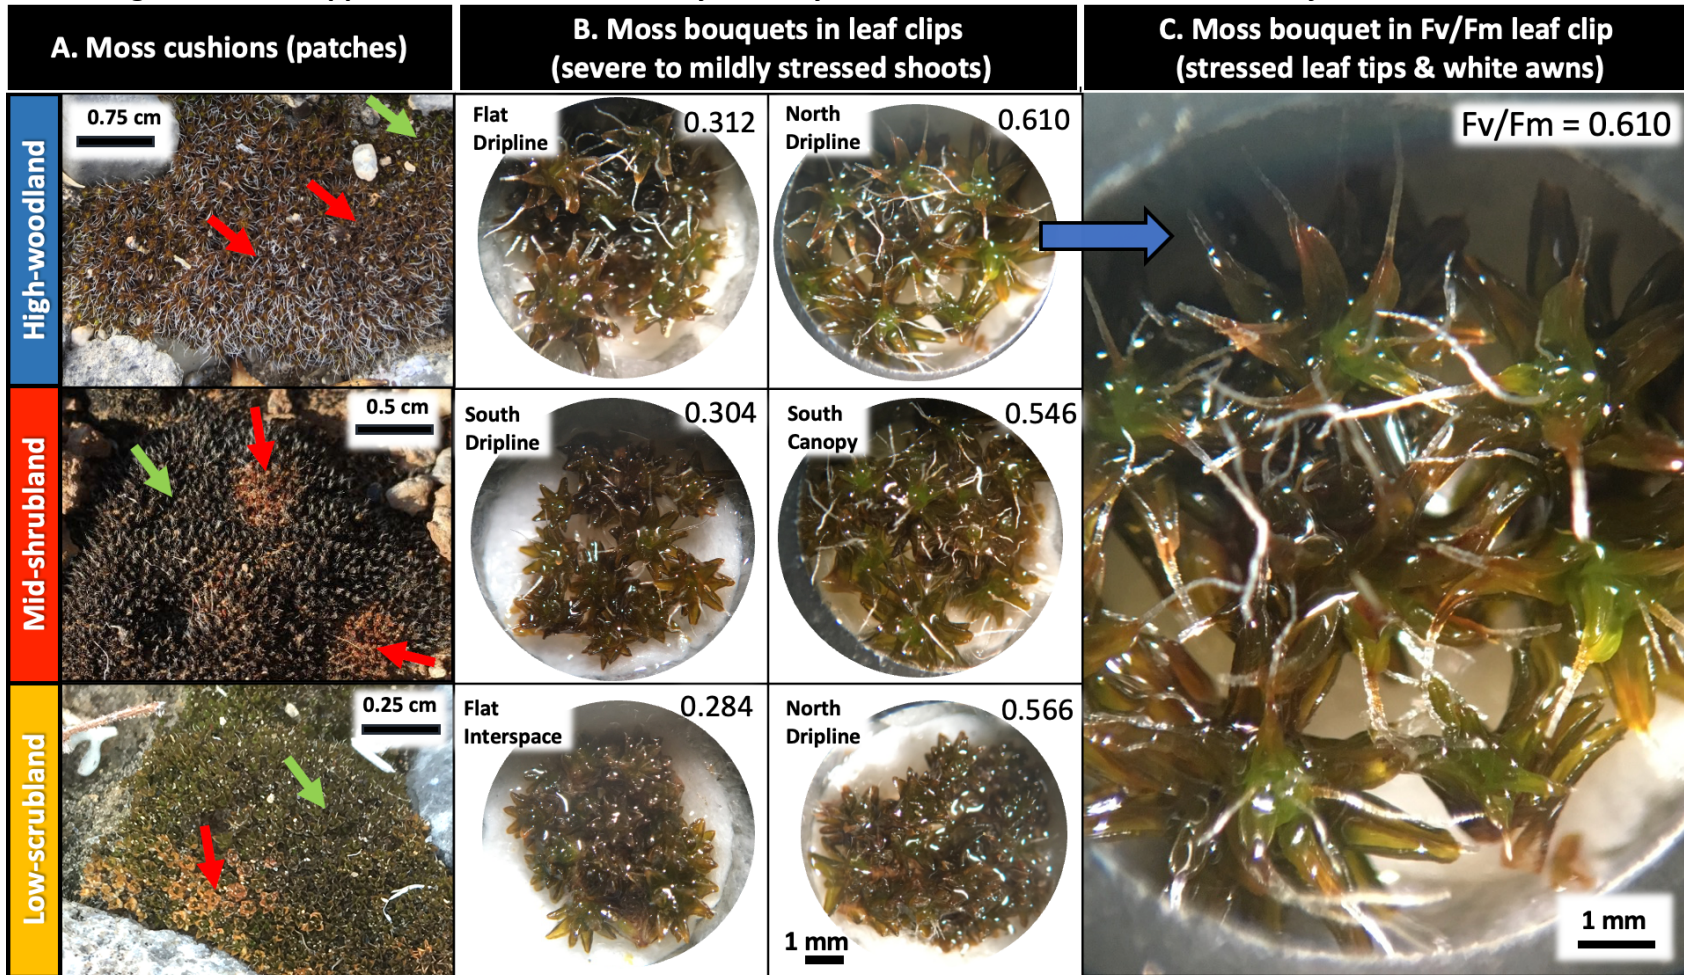 A. Moss cushions (patches)
B. Moss bouquets in leaf clips
(severe to mildly stressed shoots)
C. Moss bouquet in Fv/Fm leaf clip
(stressed leaf tips & white awns)
High-woodland
0.75 cm
Flat
Dripline
0.312
North
Dripline
0.610
Fv/Fm = 0.610
Mid-shrubland
0.5 cm
South
Dripline
0.304
South
Canopy
0.546
Low-scrubland
0.25 cm
Flat
Interspace
0.284
North
Dripline
0.566
1 mm
1 mm